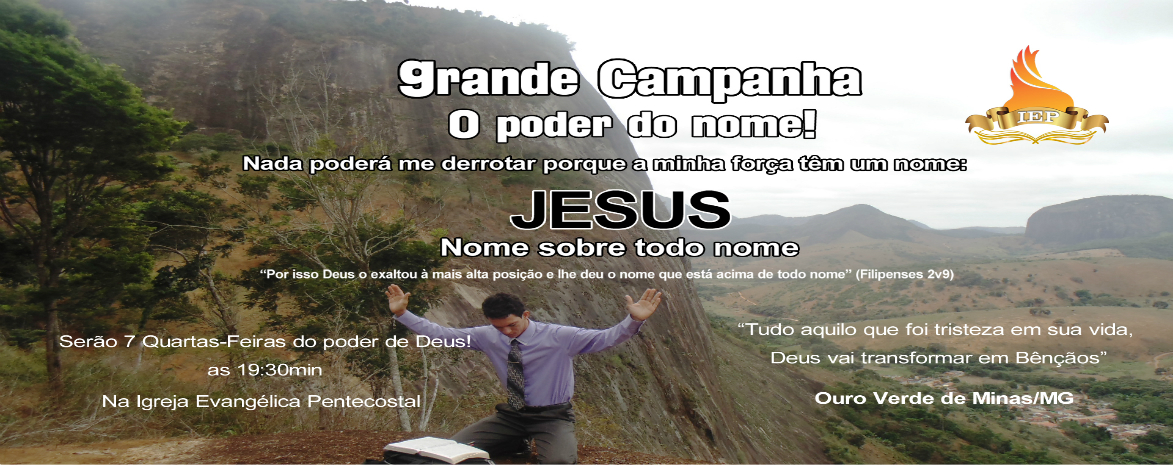 grande Campanha
O poder do nome!
IEP
Nada poderá me derrotar porque a minha força têm um nome:
JESUS
Nome sobre todo nome
“Por isso Deus o exaltou à mais alta posição e lhe deu o nome que está acima de todo nome” (Filipenses 2v9)
Serão 7 Quartas-Feiras do poder de Deus!
as 19:30min
Na Igreja Evangélica Pentecostal
“Tudo aquilo que foi tristeza em sua vida,
Deus vai transformar em Bênçãos”
Ouro Verde de Minas/MG